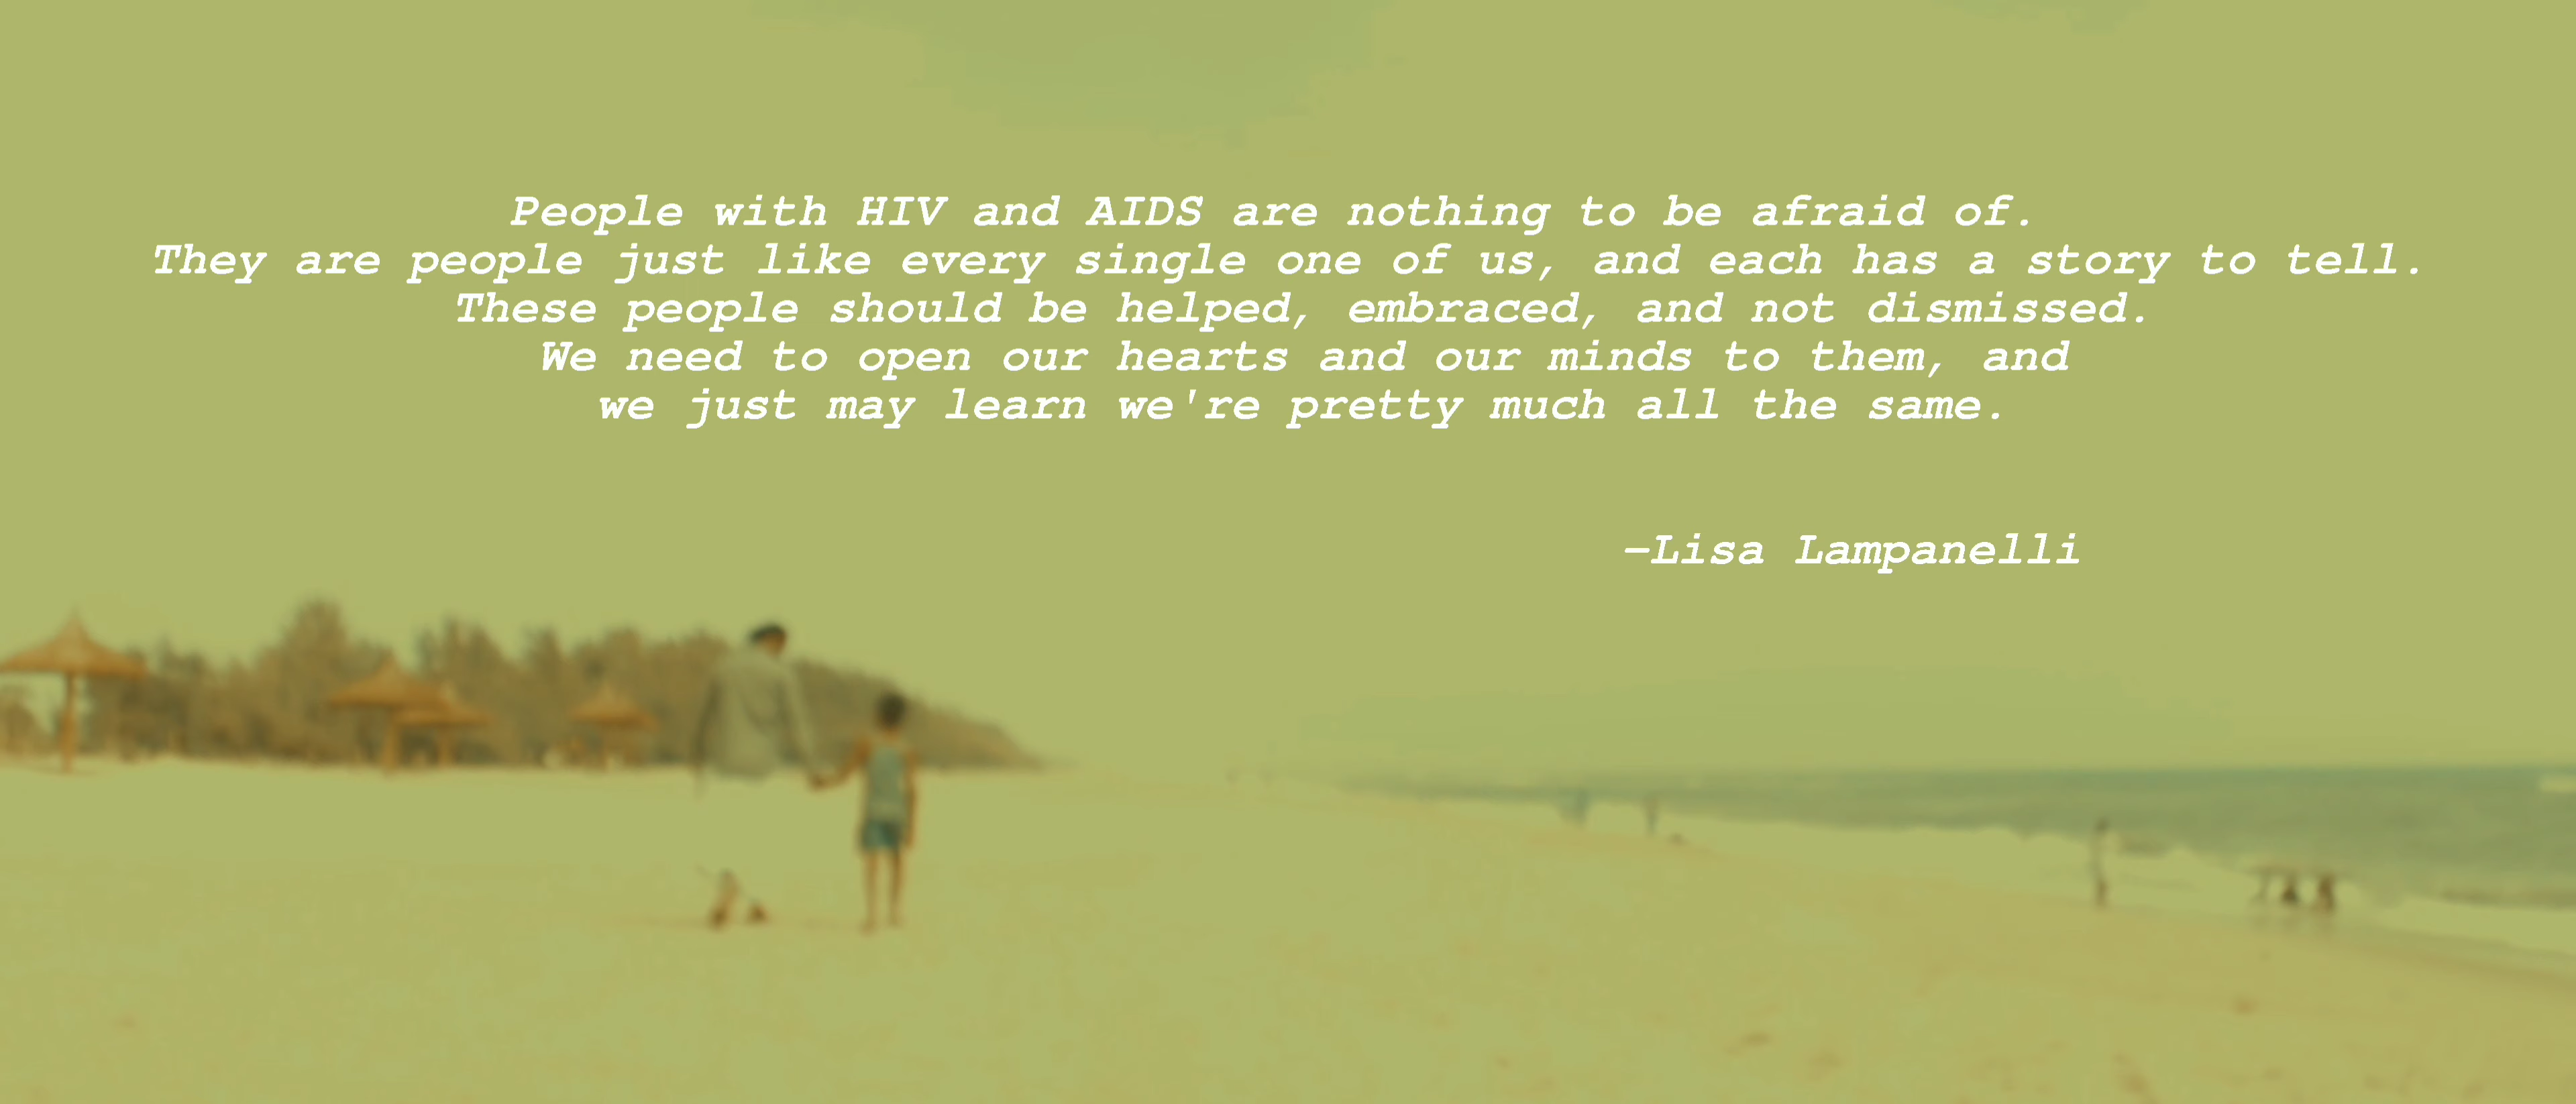 People with HIV and AIDS are nothing to be afraid of.
They are people just like every single one of us, and each has a story to tell.
These people should be helped, embraced, and not dismissed.
We need to open our hearts and our minds to them, and
we just may learn we're pretty much all the same.
—Lisa Lampanelli